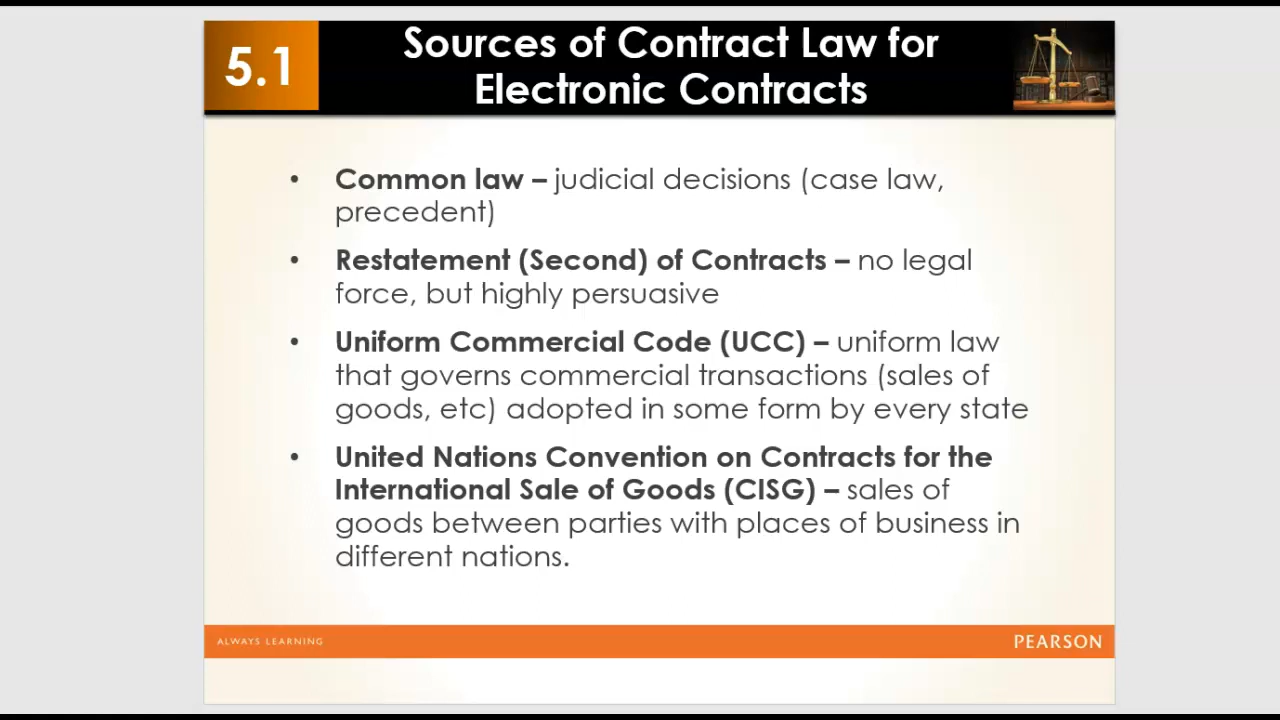 5.1
Sources of Contract Law for
Electronic Contracts
• Common law – judicial decisions (case law,
precedent)
• Restatement (Second) of Contracts – no legal
force, but highly persuasive
• Uniform Commercial Code (UCC) – uniform law
that governs commercial transactions (sales of
goods, etc) adopted in some form by every state
• United Nations Convention on Contracts for the
International Sale of Goods (CISG) – sales of
goods between parties with places of business in
different nations.
ALWAYS LEARNING
PEARSON